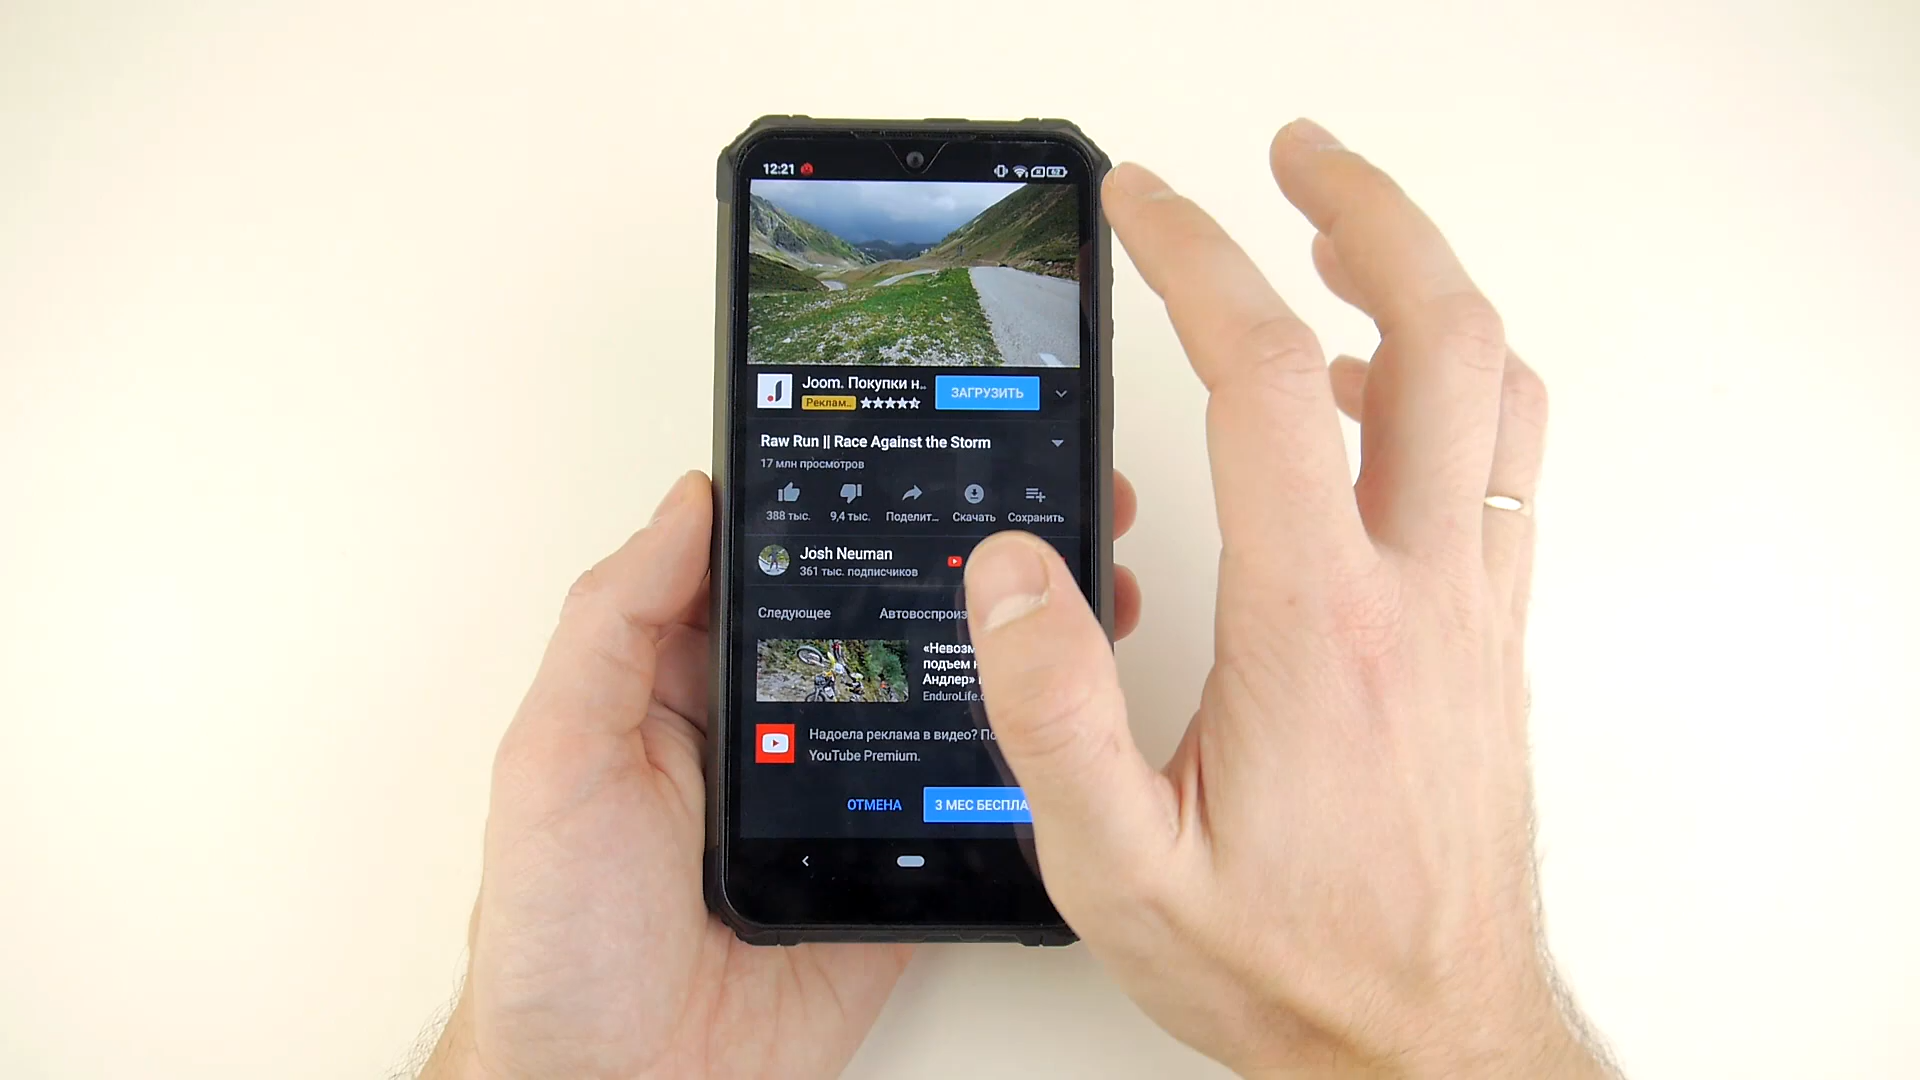 12:21
62
Joom. Покупки н..
ЗАГРУЗИТЬ
Реклам..
Raw Run || Race Against the Storm
17 млн просмотров
388 тыс.
9,4 тыс.
Поделит...
Скачать
Сохранить
Josh Neuman
361 тыс. подписчиков
Следующее
Автовоспроиз
«Невозм
подъем н
Андлер»
EnduroLife.
Надоела реклама в видео? По
YouTube Premium.
ОТМЕНА
3 МЕС БЕСПЛА